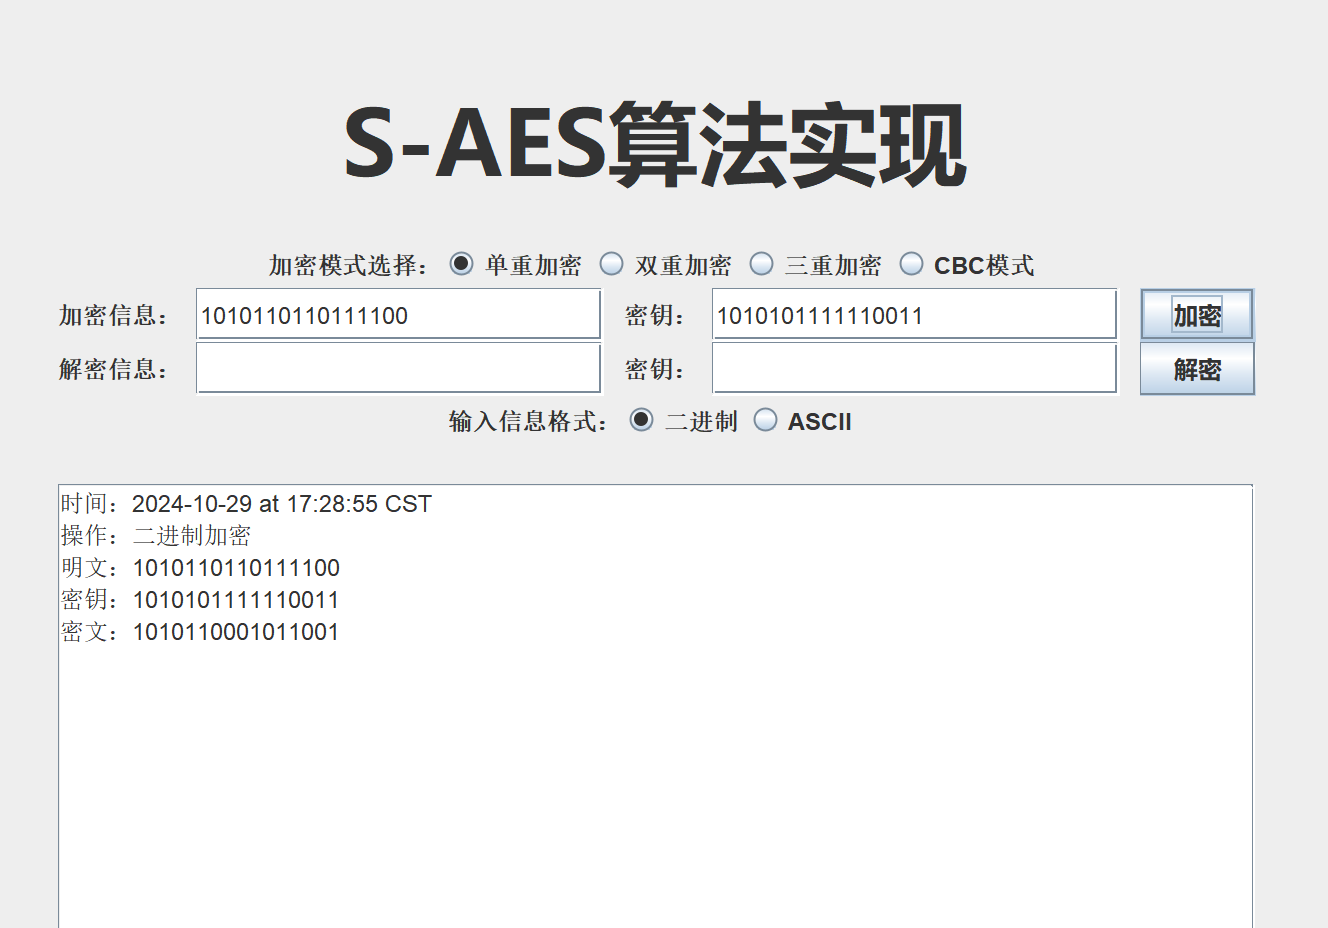 S-AES算法实现
加密模式选择： 单重加密 双重加密 三重加密 CBC模式
加密信息： 1010110110111100 密钥： 1010101111110011 加密
解密信息： 密钥： 解密
输入信息格式： 二进制 ASCII
时间：2024-10-29 at 17:28:55 CST
操作：二进制加密
明文：1010110110111100
密钥：1010101111110011
密文：1010110001011001